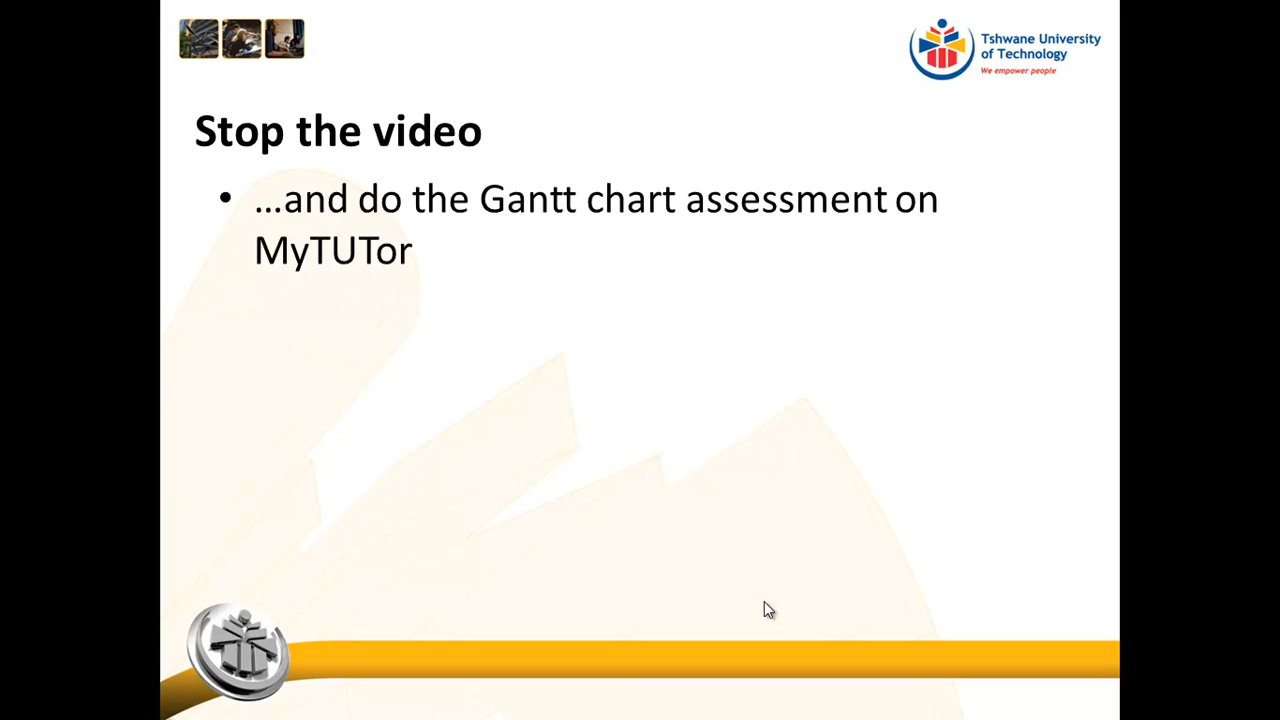 Tshwane University
of Technology
We empower people
Stop the video
• …and do the Gantt chart assessment on
MyTUTor